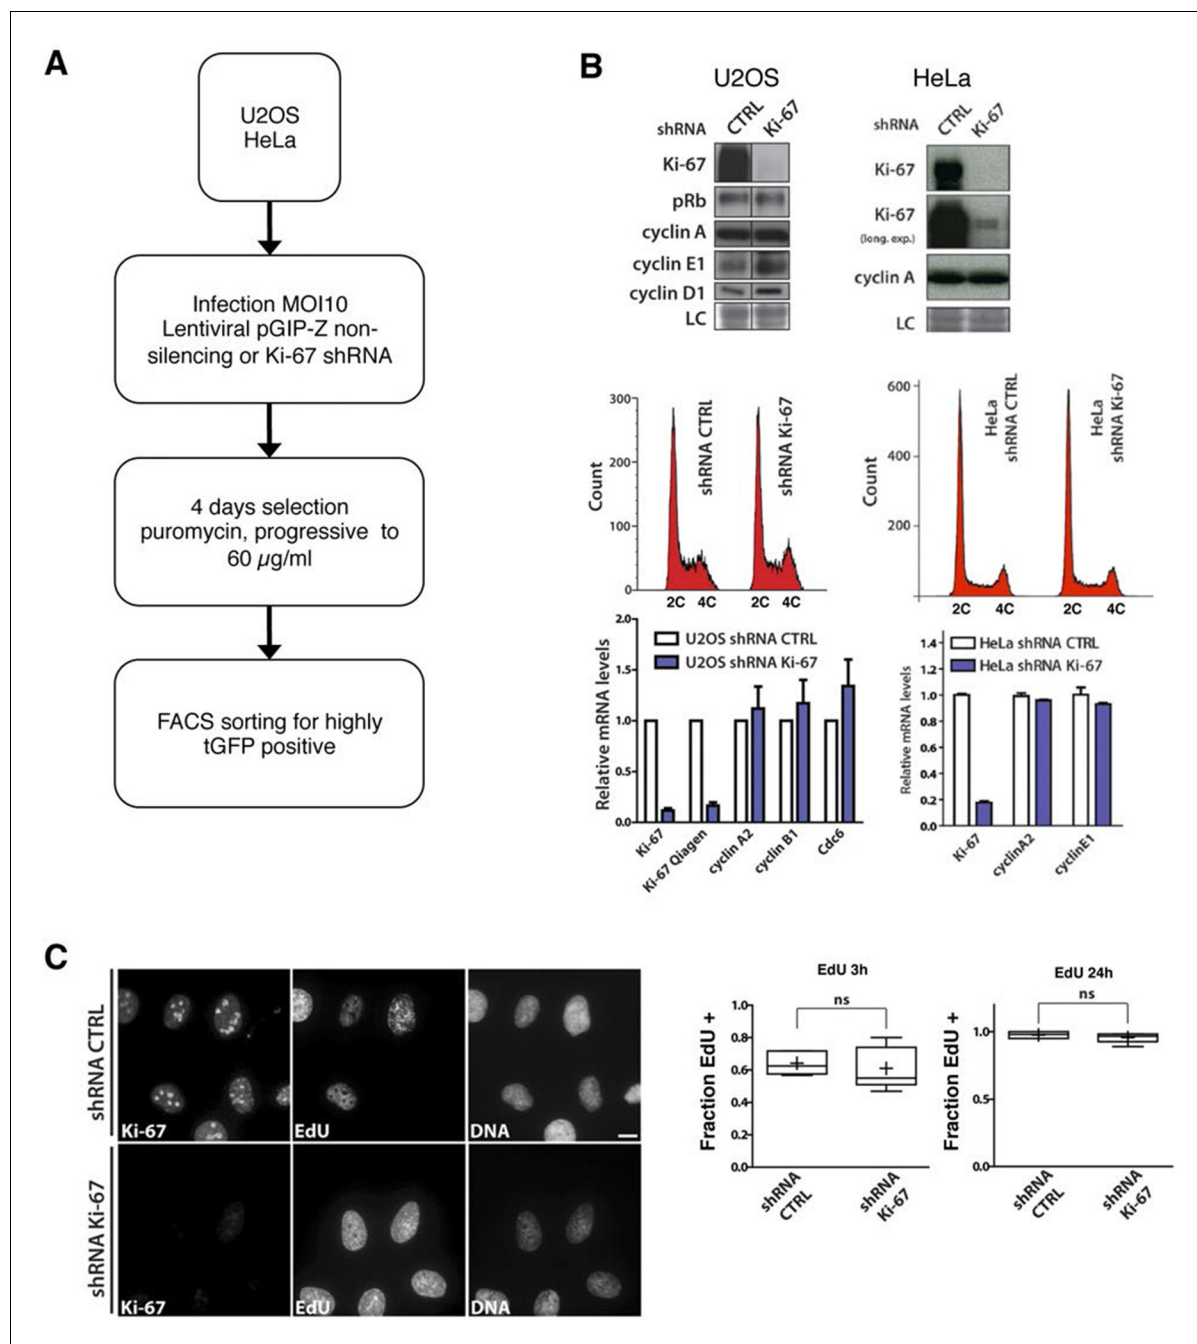 A
U2OS
HeLa
Infection MOI10
Lentiviral pGIP-Z non-
silencing or Ki-67 shRNA
4 days selection
puromycin, progressive to
60 µg/ml
FACS sorting for highly
tGFP positive
B
U2OS
shRNA CTRL Ki-67
Ki-67
pRb
cyclin A
cyclin E1
cyclin D1
LC
HeLa
shRNA CTRL Ki-67
Ki-67
Ki-67
(long. exp.)
cyclin A
LC
Count
300
200
100
0
shRNA CTRL
shRNA Ki-67
2C 4C 2C 4C
Count
600
400
200
HeLa
shRNA CTRL
HeLa
shRNA Ki-67
2C 4C 2C 4C
Relative mRNA levels
2.0
1.5
1.0
0.5
0.0
U2OS shRNA CTRL
U2OS shRNA Ki-67
Ki-67
Ki-67 Qiagen
cyclin A2
cyclin B1
Cdc6
Relative mRNA levels
1.4
1.2
1.0
0.8
0.6
0.4
0.2
0.0
HeLa shRNA CTRL
HeLa shRNA Ki-67
Ki-67
cyclinA2
cyclinE1
C
shRNA CTRL
Ki-67 EdU DNA
shRNA Ki-67
Ki-67 EdU DNA
EdU 3h
ns
Fraction EdU +
1.0
0.8
0.6
0.4
0.2
0.0
shRNA
CTRL
shRNA
Ki-67
EdU 24h
ns
Fraction EdU +
1.0
0.5
0.0
shRNA
CTRL
shRNA
Ki-67